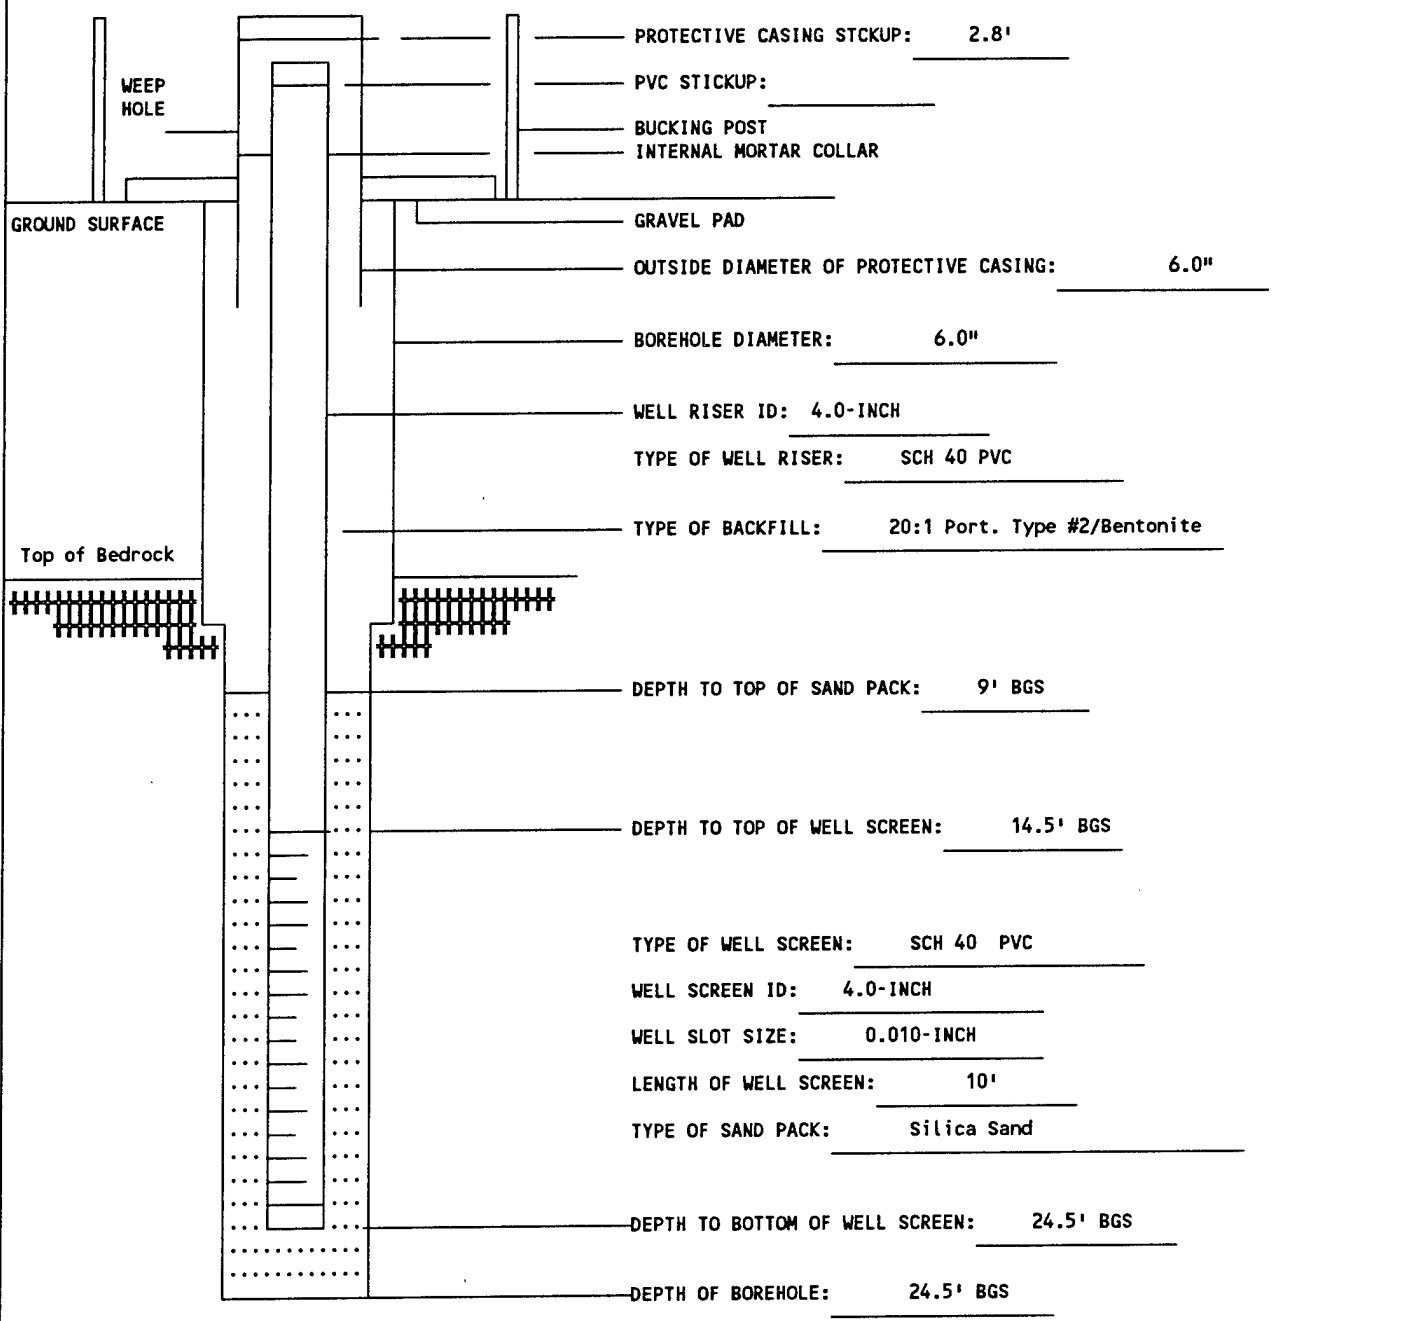 PROTECTIVE CASING STCKUP: 2.8'
WEEP
HOLE
PVC STICKUP:
BUCKING POST
INTERNAL MORTAR COLLAR
GROUND SURFACE
GRAVEL PAD
OUTSIDE DIAMETER OF PROTECTIVE CASING: 6.0"
BOREHOLE DIAMETER: 6.0"
WELL RISER ID: 4.0-INCH
TYPE OF WELL RISER: SCH 40 PVC
TYPE OF BACKFILL: 20:1 Port. Type #2/Bentonite
Top of Bedrock
DEPTH TO TOP OF SAND PACK: 9' BGS
DEPTH TO TOP OF WELL SCREEN: 14.5' BGS
TYPE OF WELL SCREEN: SCH 40 PVC
WELL SCREEN ID: 4.0-INCH
WELL SLOT SIZE: 0.010-INCH
LENGTH OF WELL SCREEN: 10'
TYPE OF SAND PACK: Silica Sand
DEPTH TO BOTTOM OF WELL SCREEN: 24.5' BGS
DEPTH OF BOREHOLE: 24.5' BGS